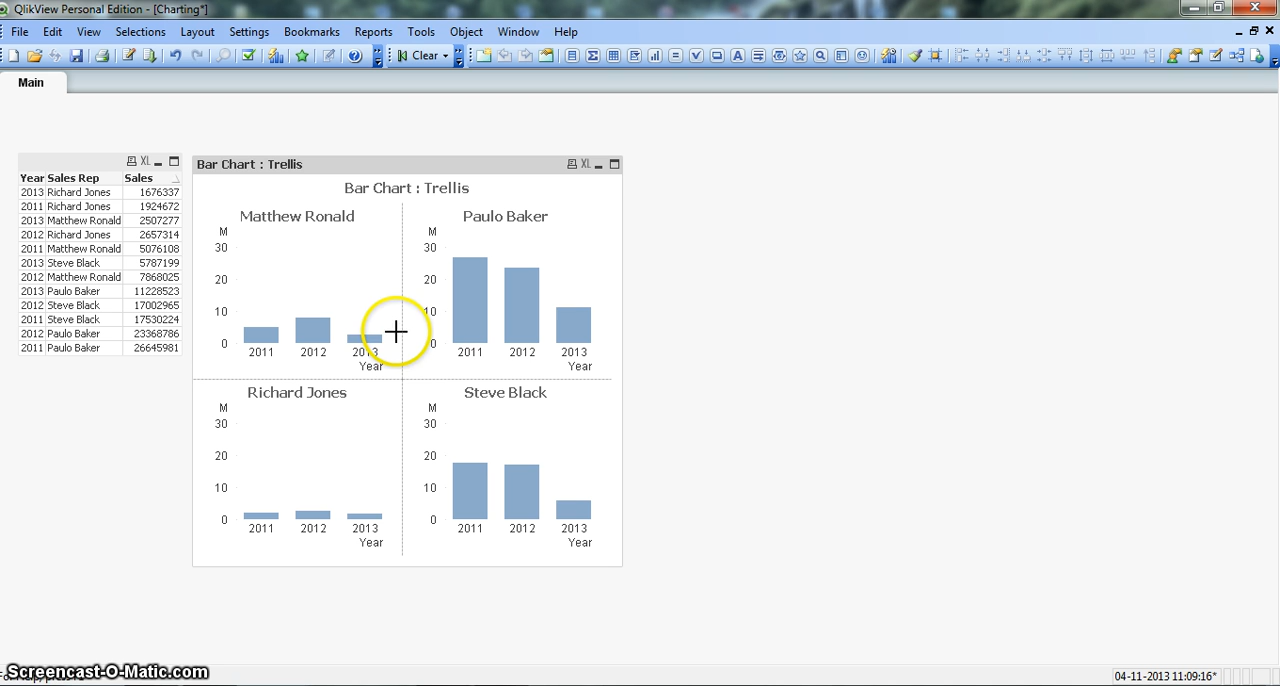 QlikView Personal Edition - [Charting*]
File Edit View Selections Layout Settings Bookmarks Reports Tools Object Window Help
Clear
Main
XL
Year Sales Rep Sales
2013 Richard Jones 1676337
2011 Richard Jones 1924672
2013 Matthew Ronald 2507277
2012 Richard Jones 2657314
2011 Matthew Ronald 5076108
2013 Steve Black 5787199
2012 Matthew Ronald 7868025
2013 Paulo Baker 11228523
2012 Steve Black 17002965
2011 Steve Black 17530224
2012 Paulo Baker 23368786
2011 Paulo Baker 26645981
Bar Chart : Trellis XL
Bar Chart : Trellis
Matthew Ronald
M
30
20
10
0
2011 2012 2013
Year
Paulo Baker
M
30
20
10
0
2011 2012 2013
Year
Richard Jones
M
30
20
10
0
2011 2012 2013
Year
Steve Black
M
30
20
10
0
2011 2012 2013
Year
Screencast-O-Matic.com
04-11-2013 11:09:16*